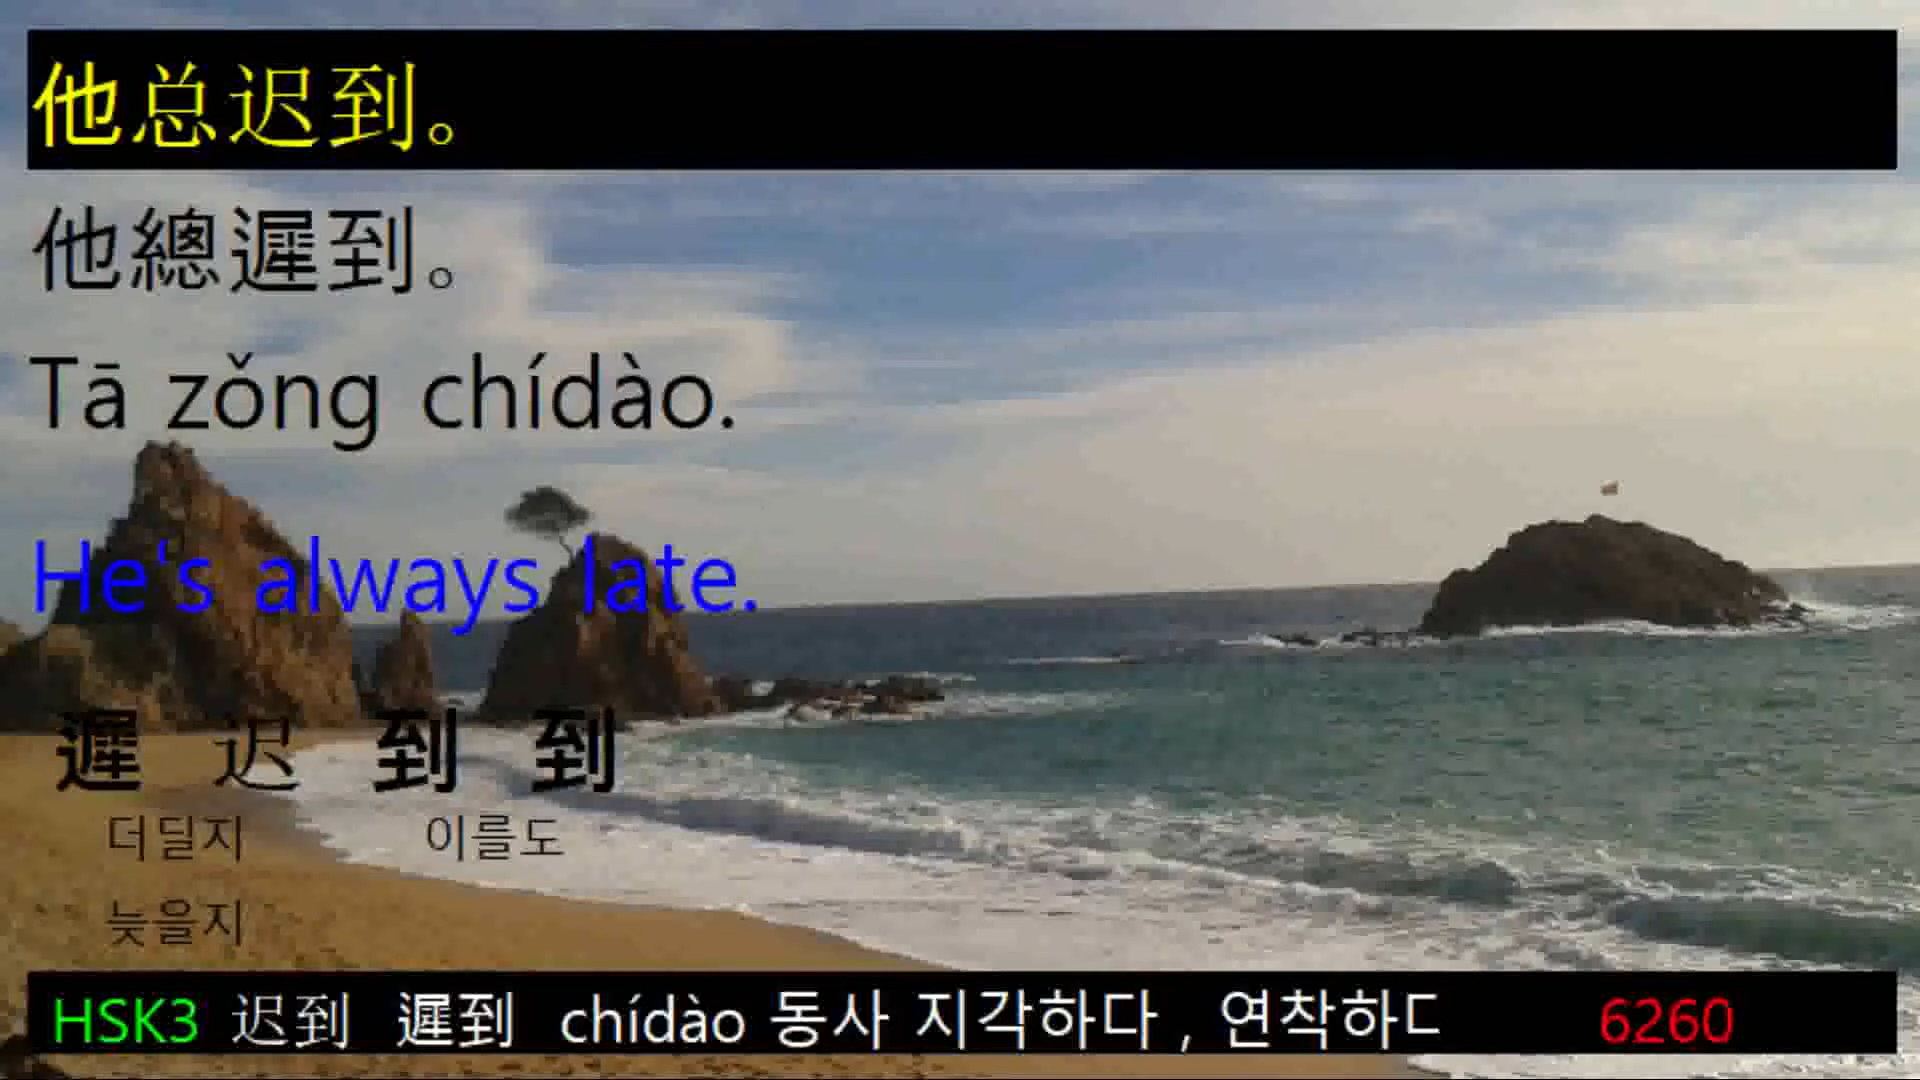 他总迟到。
他總遲到。
Tā zǒng chídào.
He's always late.
遲 迟 到 到
더딜지 이를도
늦을지
HSK3 迟到 遲到 chídào 동사 지각하다 , 연착하ㄷ 6260